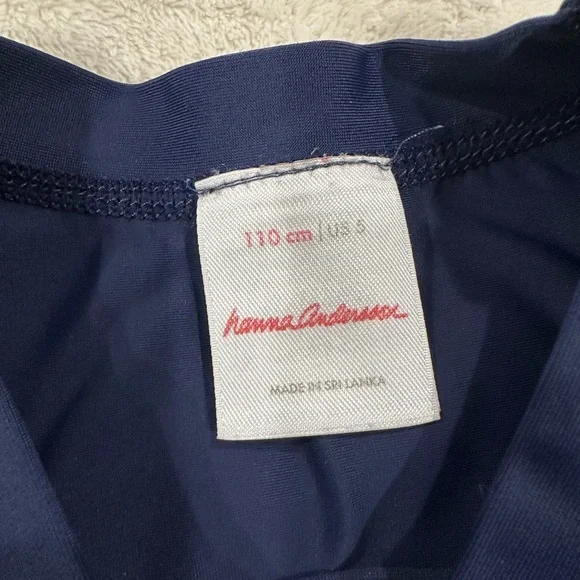 110 cm | US 5
hanna Andersson
MADE IN SRI LANKA